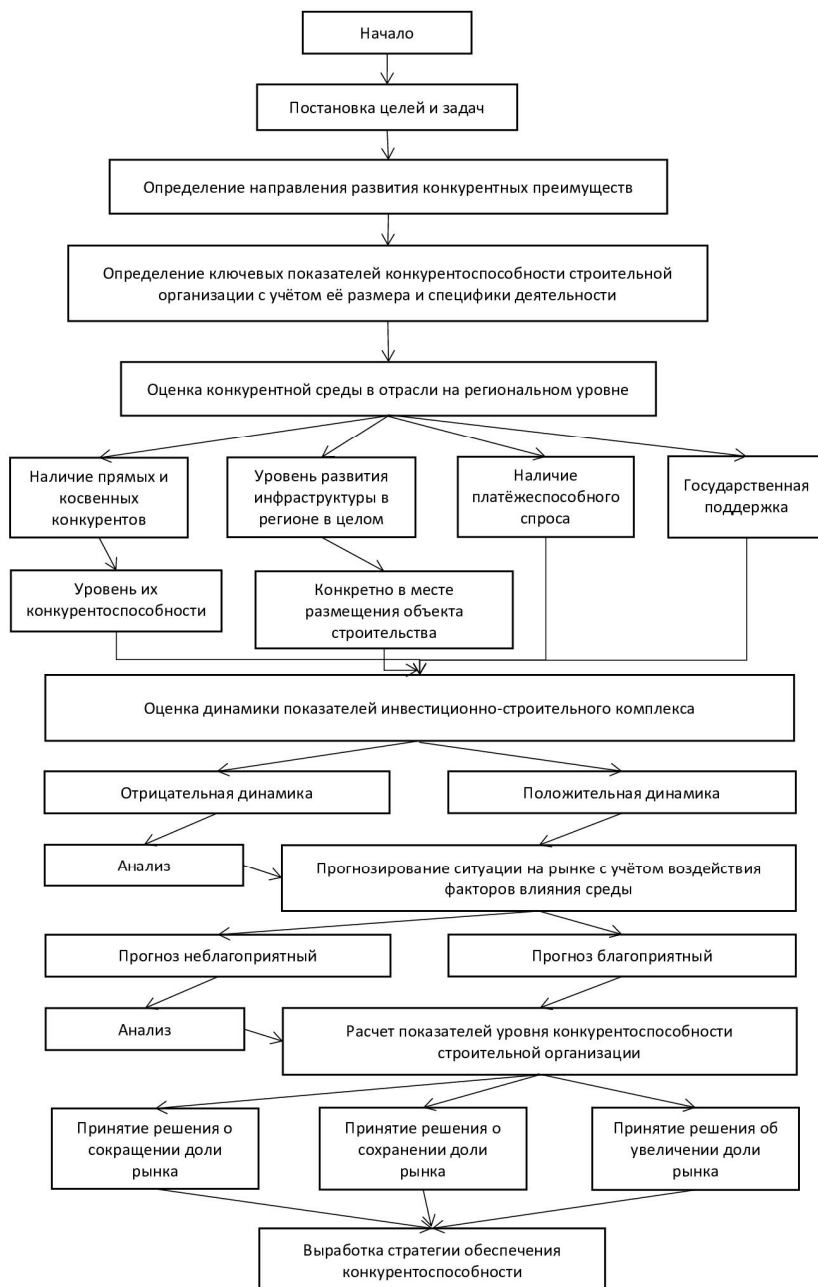 Начало
Постановка целей и задач
Определение направления развития конкурентных преимуществ
Определение ключевых показателей конкурентоспособности строительной
организации с учётом её размера и специфики деятельности
Оценка конкурентной среды в отрасли на региональном уровне
Наличие прямых и
косвенных
конкурентов
Уровень развития
инфраструктуры в
регионе в целом
Наличие
платёжеспособного
спроса
Государственная
поддержка
Уровень их
конкурентоспособности
Конкретно в месте
размещения объекта
строительства
Оценка динамики показателей инвестиционно-строительного комплекса
Отрицательная динамика
Положительная динамика
Анализ
Прогнозирование ситуации на рынке с учётом воздействия
факторов влияния среды
Прогноз неблагоприятный
Прогноз благоприятный
Анализ
Расчет показателей уровня конкурентоспособности
строительной организации
Принятие решения о
сокращении доли
рынка
Принятие решения о
сохранении доли
рынка
Принятие решения об
увеличении доли
рынка
Выработка стратегии обеспечения
конкурентоспособности